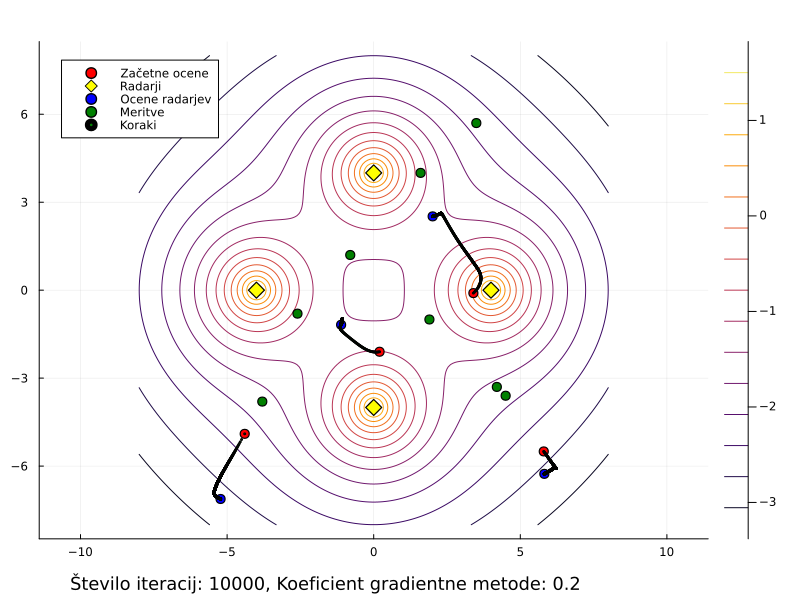 Začetne ocene
Radarji
Ocene radarjev
Meritve
Koraki
6
3
0
−3
−6
−10
−5
0
5
10
1
0
−1
−2
−3
Število iteracij: 10000, Koeficient gradientne metode: 0.2